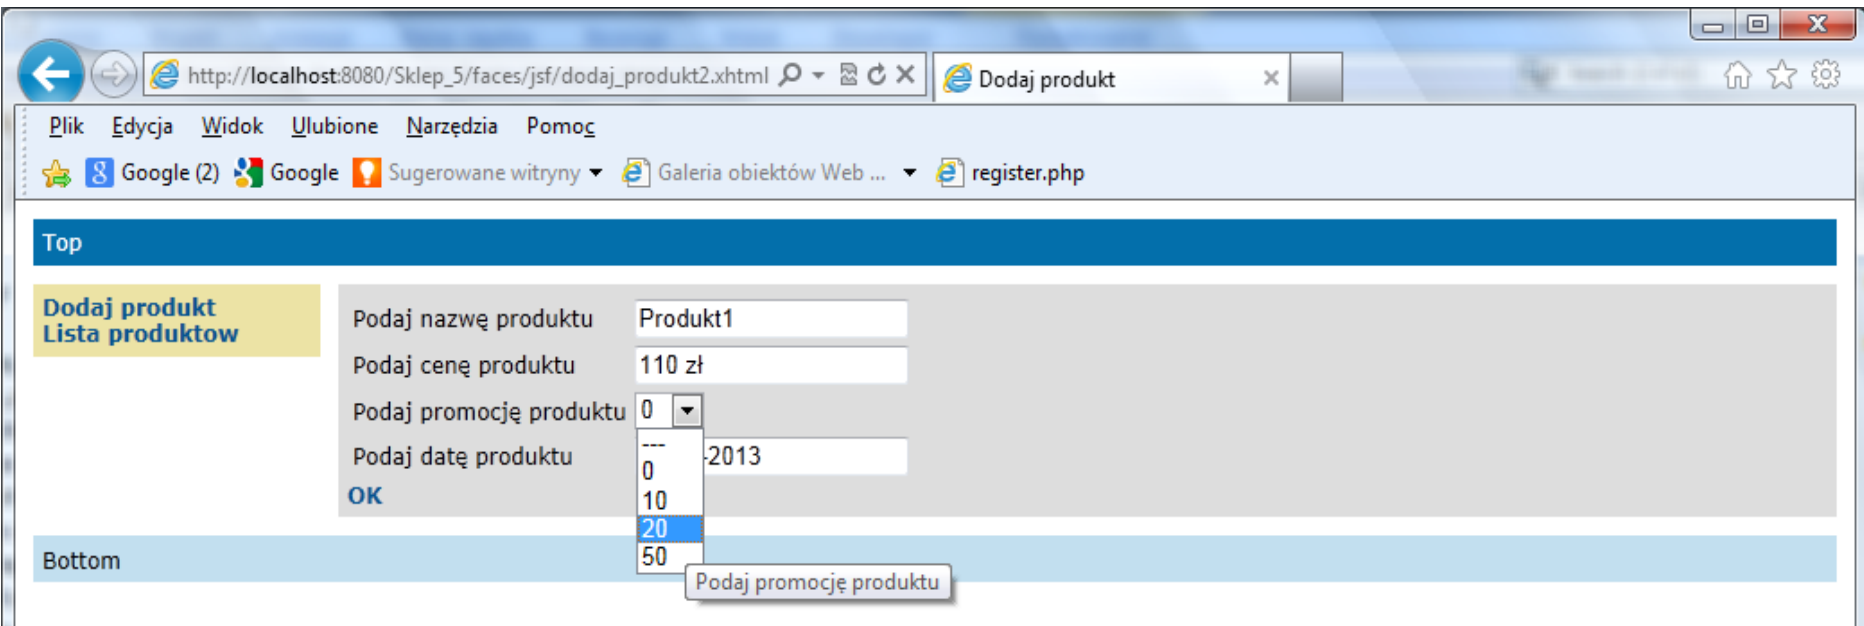 http://localhost:8080/Sklep_5/faces/jsf/dodaj_produkt2.xhtml
Dodaj produkt
Plik Edycja Widok Ulubione Narzędzia Pomoc
Google (2) Google Sugerowane witryny Galeria obiektów Web ... register.php
Top
Dodaj produkt
Lista produktow
Podaj nazwę produktu Produkt1
Podaj cenę produktu 110 zł
Podaj promocję produktu 0
---
0
10
20
50
Podaj datę produktu -2013
OK
Podaj promocję produktu
Bottom